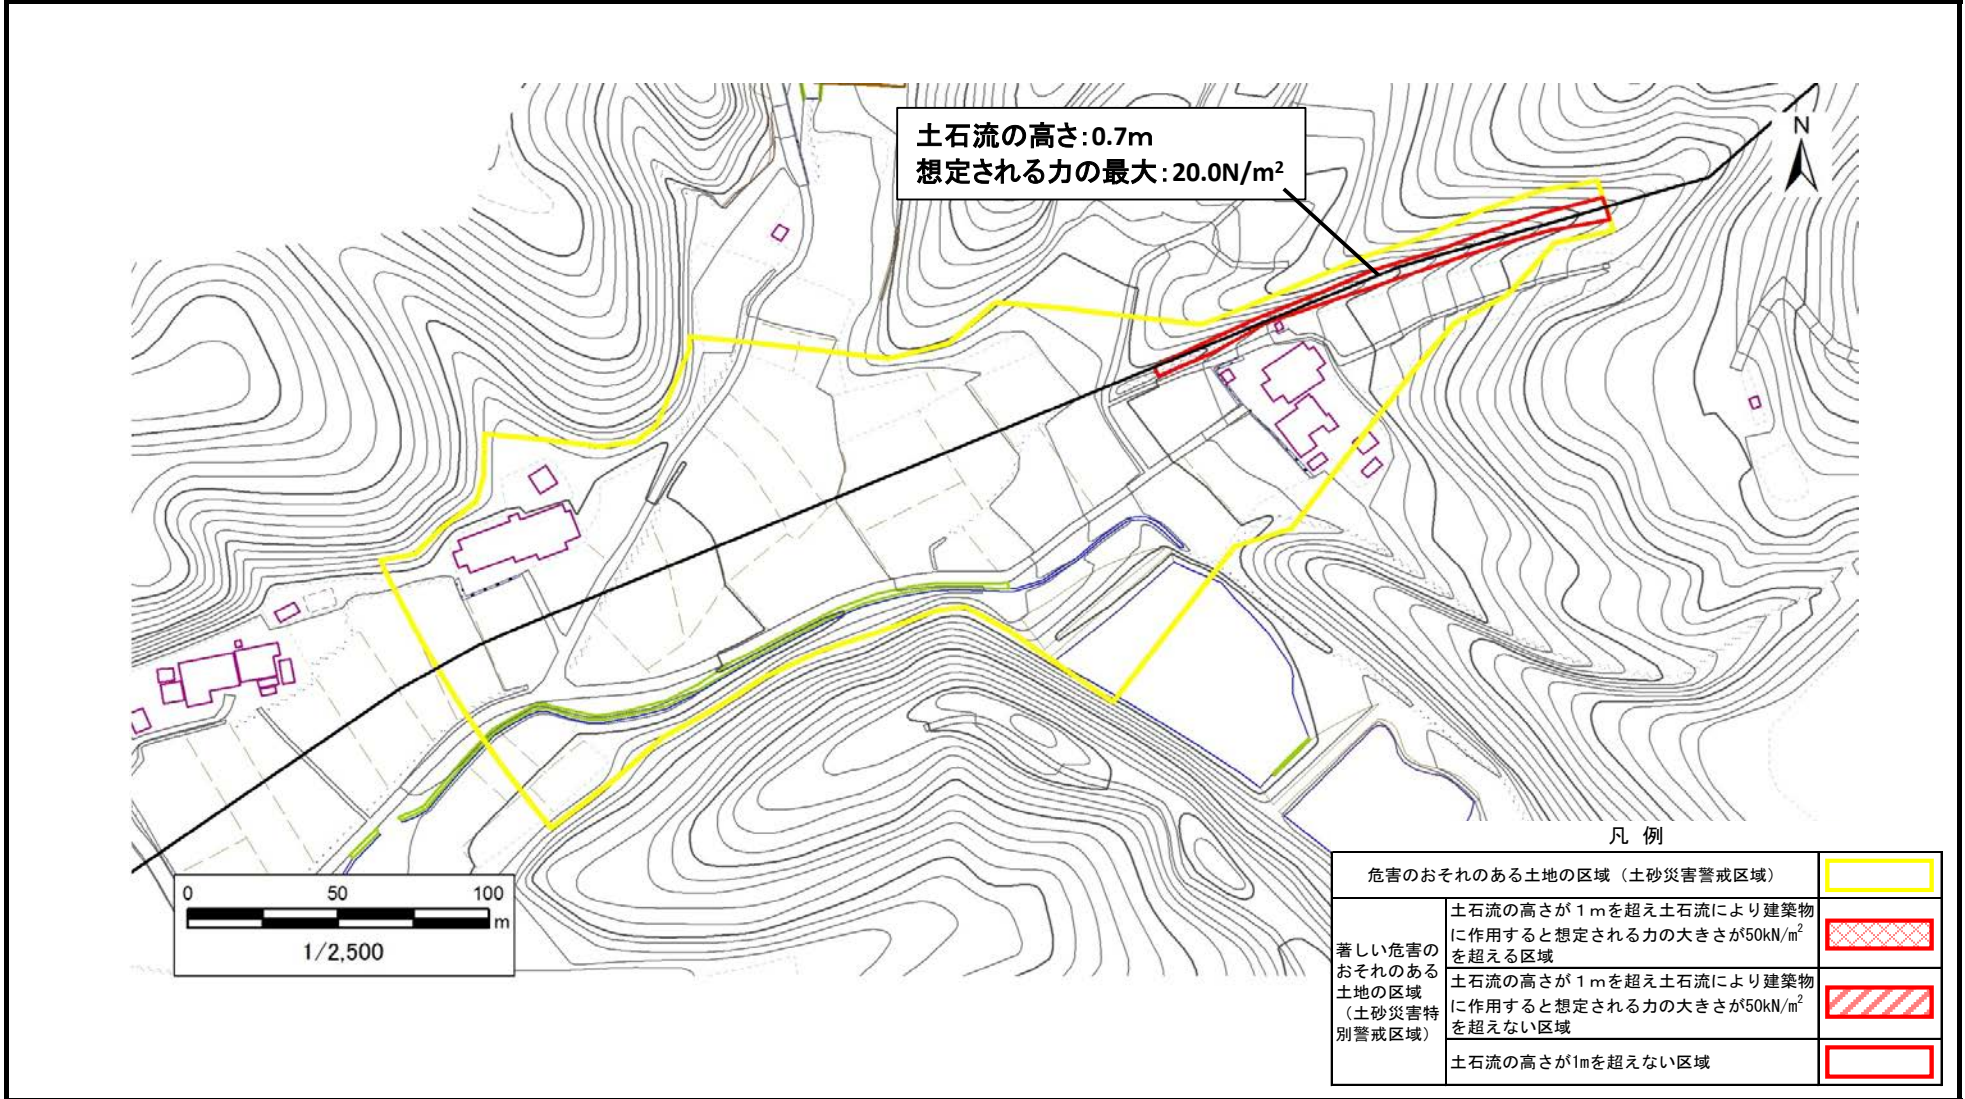 土石流の高さ:0.7m
想定される力の最大:20.0N/m²
N
0 50 100
m
1/2,500
凡 例
危害のおそれのある土地の区域（土砂災害警戒区域）
著しい危害の
おそれのある
土地の区域
（土砂災害特
別警戒区域）
土石流の高さが１mを超え土石流により建築物
に作用すると想定される力の大きさが50kN/m²
を超える区域
土石流の高さが１mを超え土石流により建築物
に作用すると想定される力の大きさが50kN/m²
を超えない区域
土石流の高さが1mを超えない区域